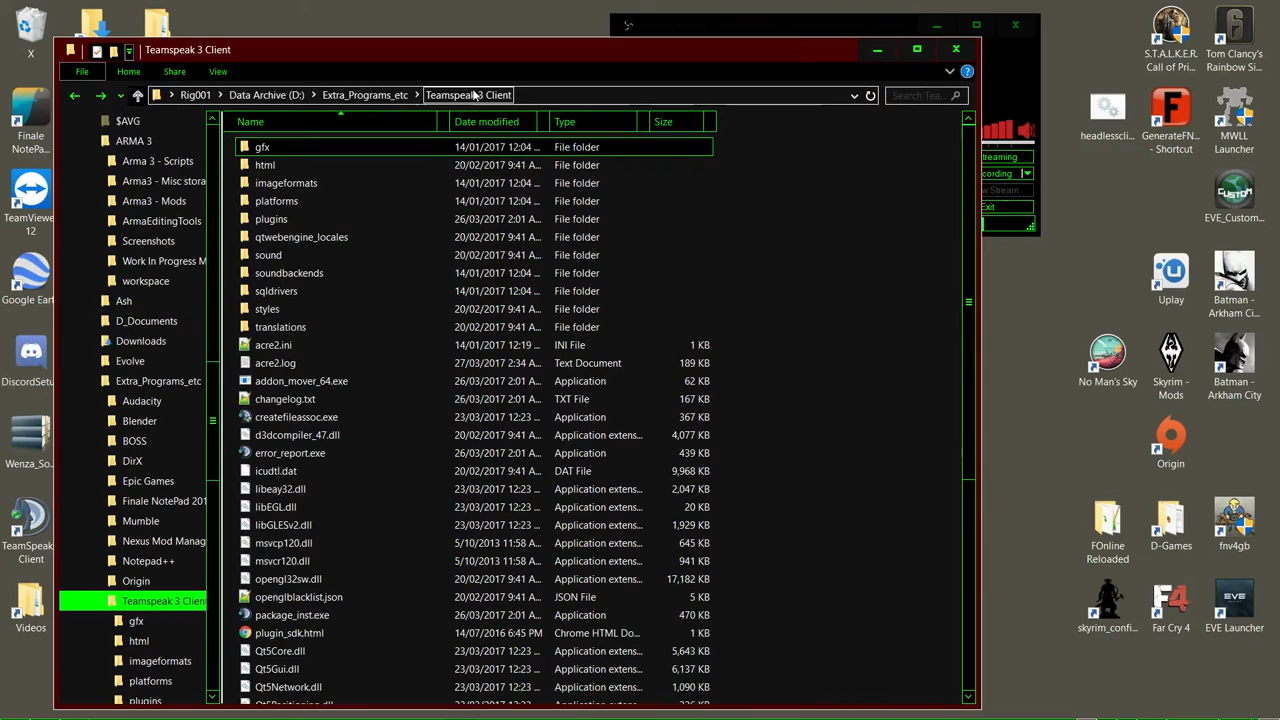 Teamspeak 3 Client
File Home Share View
Rig001 Data Archive (D:) Extra_Programs_etc Teamspeak 3 Client
Search Tea...
Name Date modified Type Size
gfx 14/01/2017 12:04 ... File folder
html 20/02/2017 9:41 A... File folder
imageformats 14/01/2017 12:04 ... File folder
platforms 14/01/2017 12:04 ... File folder
plugins 26/03/2017 2:01 A... File folder
qtwebengine_locales 20/02/2017 9:41 A... File folder
sound 20/02/2017 9:41 A... File folder
soundbackends 14/01/2017 12:04 ... File folder
sqldrivers 14/01/2017 12:04 ... File folder
styles 20/02/2017 9:41 A... File folder
translations 20/02/2017 9:41 A... File folder
acre2.ini 14/01/2017 12:19 ... INI File 1 KB
acre2.log 27/03/2017 2:34 A... Text Document 189 KB
addon_mover_64.exe 26/03/2017 2:01 A... Application 62 KB
changelog.txt 26/03/2017 2:01 A... TXT File 167 KB
createfileassoc.exe 23/03/2017 12:23 ... Application 367 KB
d3dcompiler_47.dll 20/02/2017 9:41 A... Application extens... 4,077 KB
error_report.exe 26/03/2017 2:01 A... Application 439 KB
icudtl.dat 20/02/2017 9:41 A... DAT File 9,968 KB
libeay32.dll 23/03/2017 12:23 ... Application extens... 2,047 KB
libEGL.dll 23/03/2017 12:23 ... Application extens... 20 KB
libGLESv2.dll 23/03/2017 12:23 ... Application extens... 1,929 KB
msvcp120.dll 5/10/2013 11:58 A... Application extens... 645 KB
msvcr120.dll 5/10/2013 11:58 A... Application extens... 941 KB
opengl32sw.dll 20/02/2017 9:41 A... Application extens... 17,182 KB
openglblacklist.json 20/02/2017 9:41 A... JSON File 5 KB
package_inst.exe 26/03/2017 2:01 A... Application 470 KB
plugin_sdk.html 14/07/2016 6:45 PM Chrome HTML Do... 1 KB
Qt5Core.dll 23/03/2017 12:23 ... Application extens... 5,643 KB
Qt5Gui.dll 23/03/2017 12:23 ... Application extens... 6,137 KB
Qt5Network.dll 23/03/2017 12:23 ... Application extens... 1,090 KB
$AVG
ARMA 3
Arma 3 - Scripts
Arma3 - Misc stora
Arma3 - Mods
ArmaEditingTools
Screenshots
Work In Progress M
workspace
Ash
D_Documents
Downloads
Evolve
Extra_Programs_etc
Audacity
Blender
BOSS
DirX
Epic Games
Finale NotePad 201
Mumble
Nexus Mod Manag
Notepad++
Origin
Teamspeak 3 Client
gfx
html
imageformats
platforms
plugins
X
Finale
NotePa...
TeamViewer
12
Google Eart
DiscordSetu
Wenza_So...
TeamSpeak
Client
Videos
treaming
cording
w Stream
Exit
S.T.A.L.K.E.R.
Call of Pri...
Tom Clancy's
Rainbow Si...
headlesscli...
GenerateFN...
- Shortcut
MWLL
Launcher
CUSTOM
EVE_Custom...
Uplay
Batman -
Arkham Ci...
No Man's Sky
Skyrim -
Mods
Batman -
Arkham City
Origin
FOnline
Reloaded
D-Games
fnv4gb
skyrim_confi...
Far Cry 4
EVE
EVE Launcher